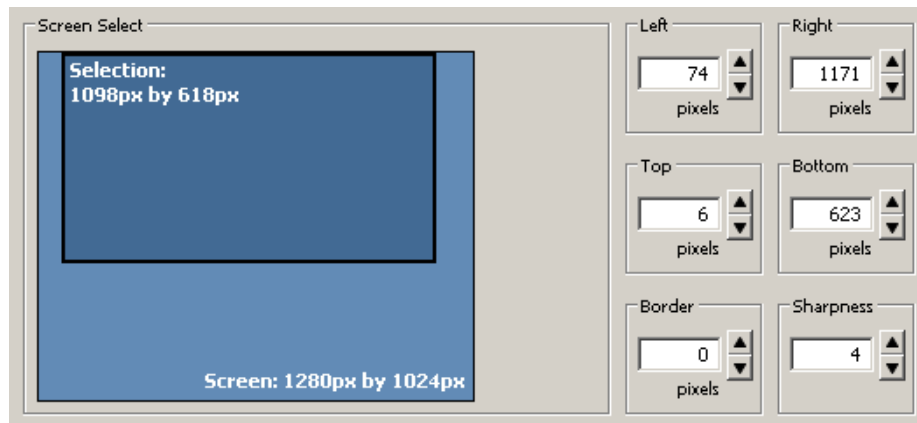 Screen Select
Selection:
1098px by 618px
Screen: 1280px by 1024px
Left
74
pixels
Right
1171
pixels
Top
6
pixels
Bottom
623
pixels
Border
0
pixels
Sharpness
4